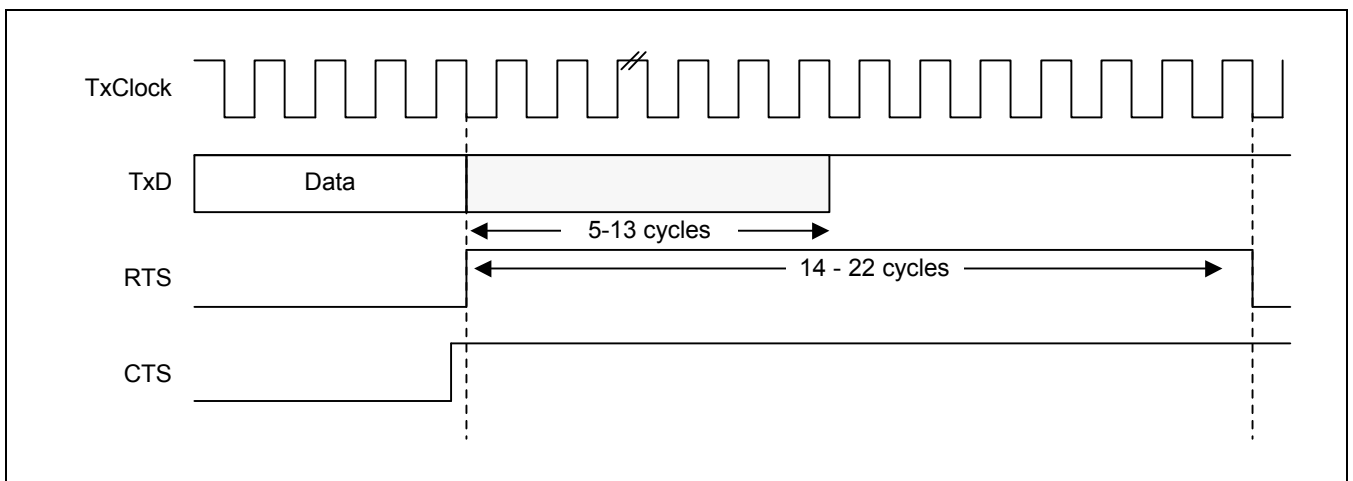 TxClock
TxD
Data
5-13 cycles
RTS
14 - 22 cycles
CTS